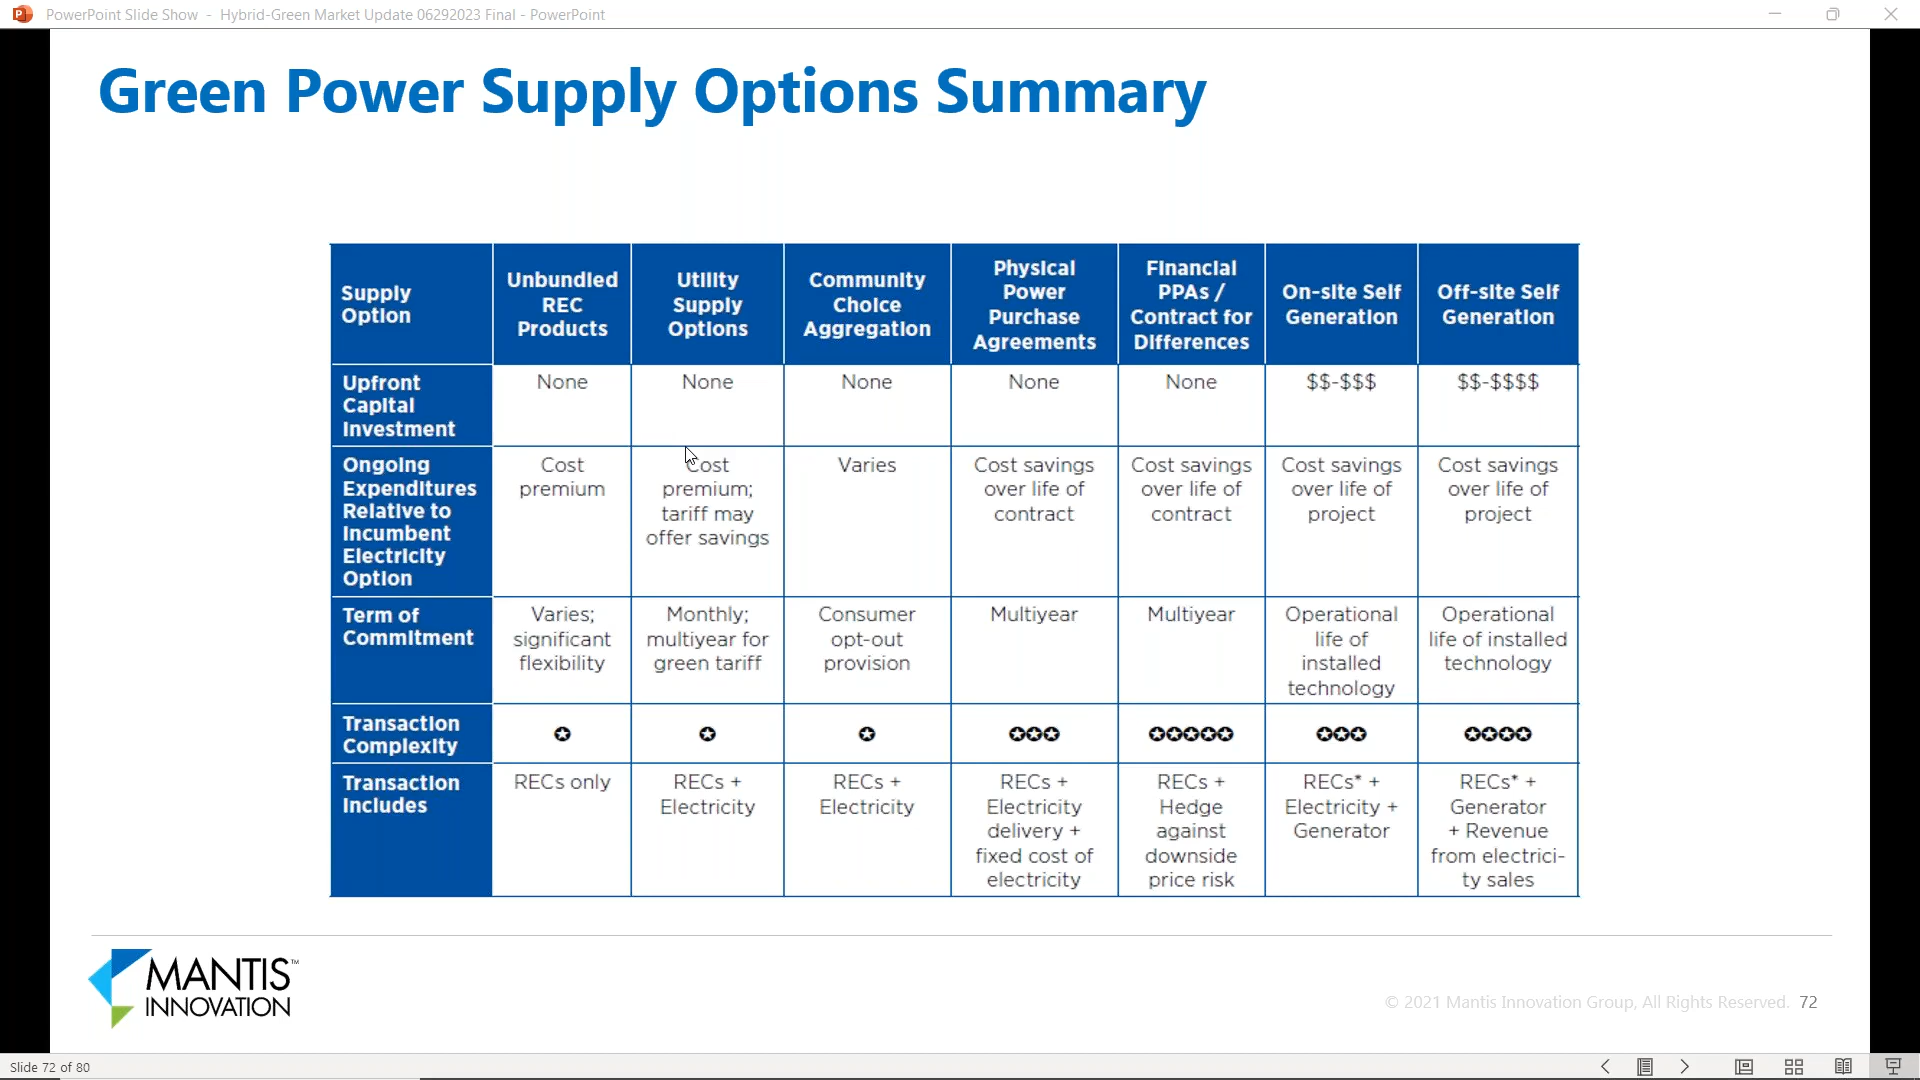 PowerPoint Slide Show - Hybrid-Green Market Update 06292023 Final - PowerPoint
Green Power Supply Options Summary
Supply
Option
Unbundled
REC
Products
Utility
Supply
Options
Community
Choice
Aggregation
Physical
Power
Purchase
Agreements
Financial
PPAs /
Contract for
Differences
On-site Self
Generation
Off-site Self
Generation
Upfront
Capital
Investment
None
None
None
None
None
$$-$$$
$$-$$$$
Ongoing
Expenditures
Relative to
Incumbent
Electricity
Option
Cost
premium
Cost
premium;
tariff may
offer savings
Varies
Cost savings
over life of
contract
Cost savings
over life of
contract
Cost savings
over life of
project
Cost savings
over life of
project
Term of
Commitment
Varies;
significant
flexibility
Monthly;
multiyear for
green tariff
Consumer
opt-out
provision
Multiyear
Multiyear
Operational
life of
installed
technology
Operational
life of installed
technology
Transaction
Complexity
✪
✪
✪
✪✪✪
✪✪✪✪✪
✪✪✪
✪✪✪✪
Transaction
Includes
RECs only
RECs +
Electricity
RECs +
Electricity
RECs +
Electricity
delivery +
fixed cost of
electricity
RECs +
Hedge
against
downside
price risk
RECs* +
Electricity +
Generator
RECs* +
Generator
+ Revenue
from electrici-
ty sales
MANTIS™
INNOVATION
© 2021 Mantis Innovation Group, All Rights Reserved. 72
Slide 72 of 80